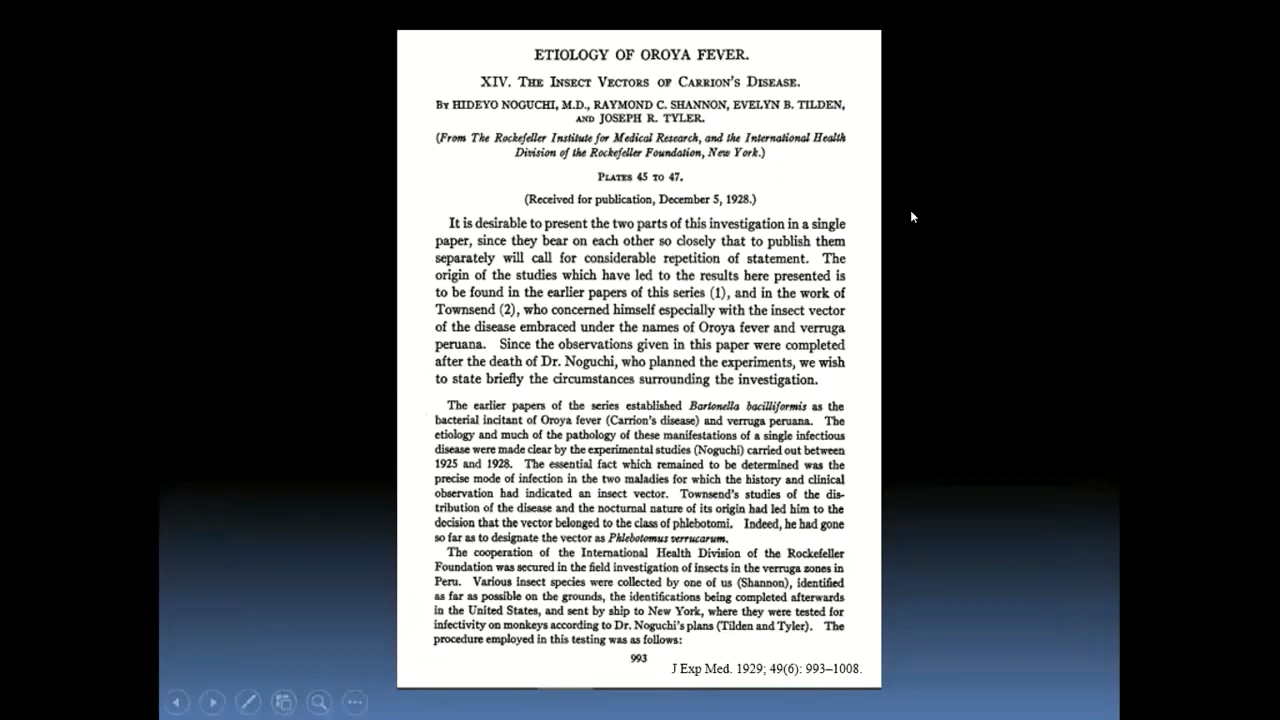 ETIOLOGY OF OROYA FEVER.
XIV. THE INSECT VECTORS OF CARRION'S DISEASE.
BY HIDEYO NOGUCHI, M.D., RAYMOND C. SHANNON, EVELYN B. TILDEN,
AND JOSEPH R. TYLER.
(From The Rockefeller Institute for Medical Research, and the International Health
Division of the Rockefeller Foundation, New York.)
PLATES 45 TO 47.
(Received for publication, December 5, 1928.)
It is desirable to present the two parts of this investigation in a single
paper, since they bear on each other so closely that to publish them
separately will call for considerable repetition of statement. The
origin of the studies which have led to the results here presented is
to be found in the earlier papers of this series (1), and in the work of
Townsend (2), who concerned himself especially with the insect vector
of the disease embraced under the names of Oroya fever and verruga
peruana. Since the observations given in this paper were completed
after the death of Dr. Noguchi, who planned the experiments, we wish
to state briefly the circumstances surrounding the investigation.
The earlier papers of the series established Bartonella bacilliformis as the
bacterial incitant of Oroya fever (Carrion's disease) and verruga peruana. The
etiology and much of the pathology of these manifestations of a single infectious
disease were made clear by the experimental studies (Noguchi) carried out between
1925 and 1928. The essential fact which remained to be determined was the
precise mode of infection in the two maladies for which the history and clinical
observation had indicated an insect vector. Townsend's studies of the dis-
tribution of the disease and the nocturnal nature of its origin had led him to the
decision that the vector belonged to the class of phlebotomi. Indeed, he had gone
so far as to designate the vector as Phlebotomus verrucarum.
The cooperation of the International Health Division of the Rockefeller
Foundation was secured in the field investigation of insects in the verruga zones in
Peru. Various insect species were collected by one of us (Shannon), identified
as far as possible on the grounds, the identifications being completed afterwards
in the United States, and sent by ship to New York, where they were tested for
infectivity on monkeys according to Dr. Noguchi's plans (Tilden and Tyler). The
procedure employed in this testing was as follows:
993
J Exp Med. 1929; 49(6): 993–1008.